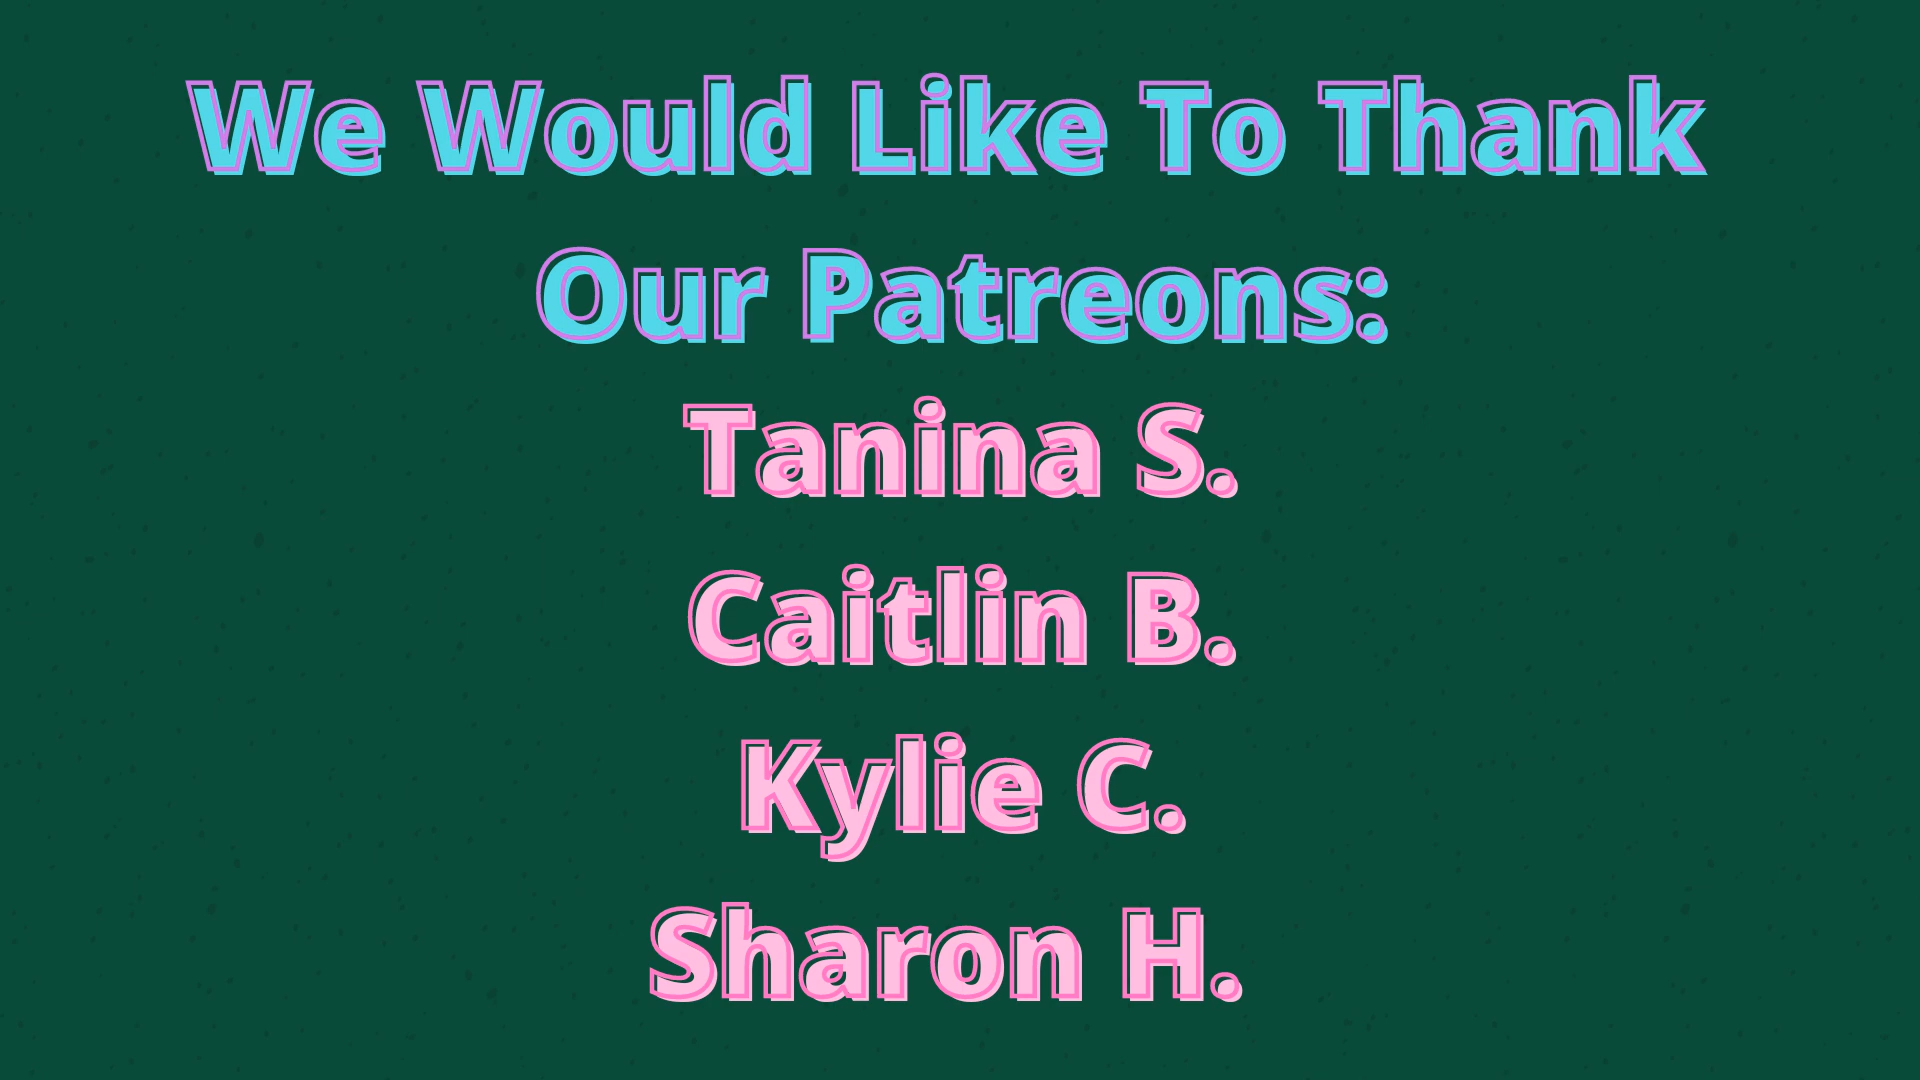 We Would Like To Thank
Our Patreons:
Tanina S.
Caitlin B.
Kylie C.
Sharon H.